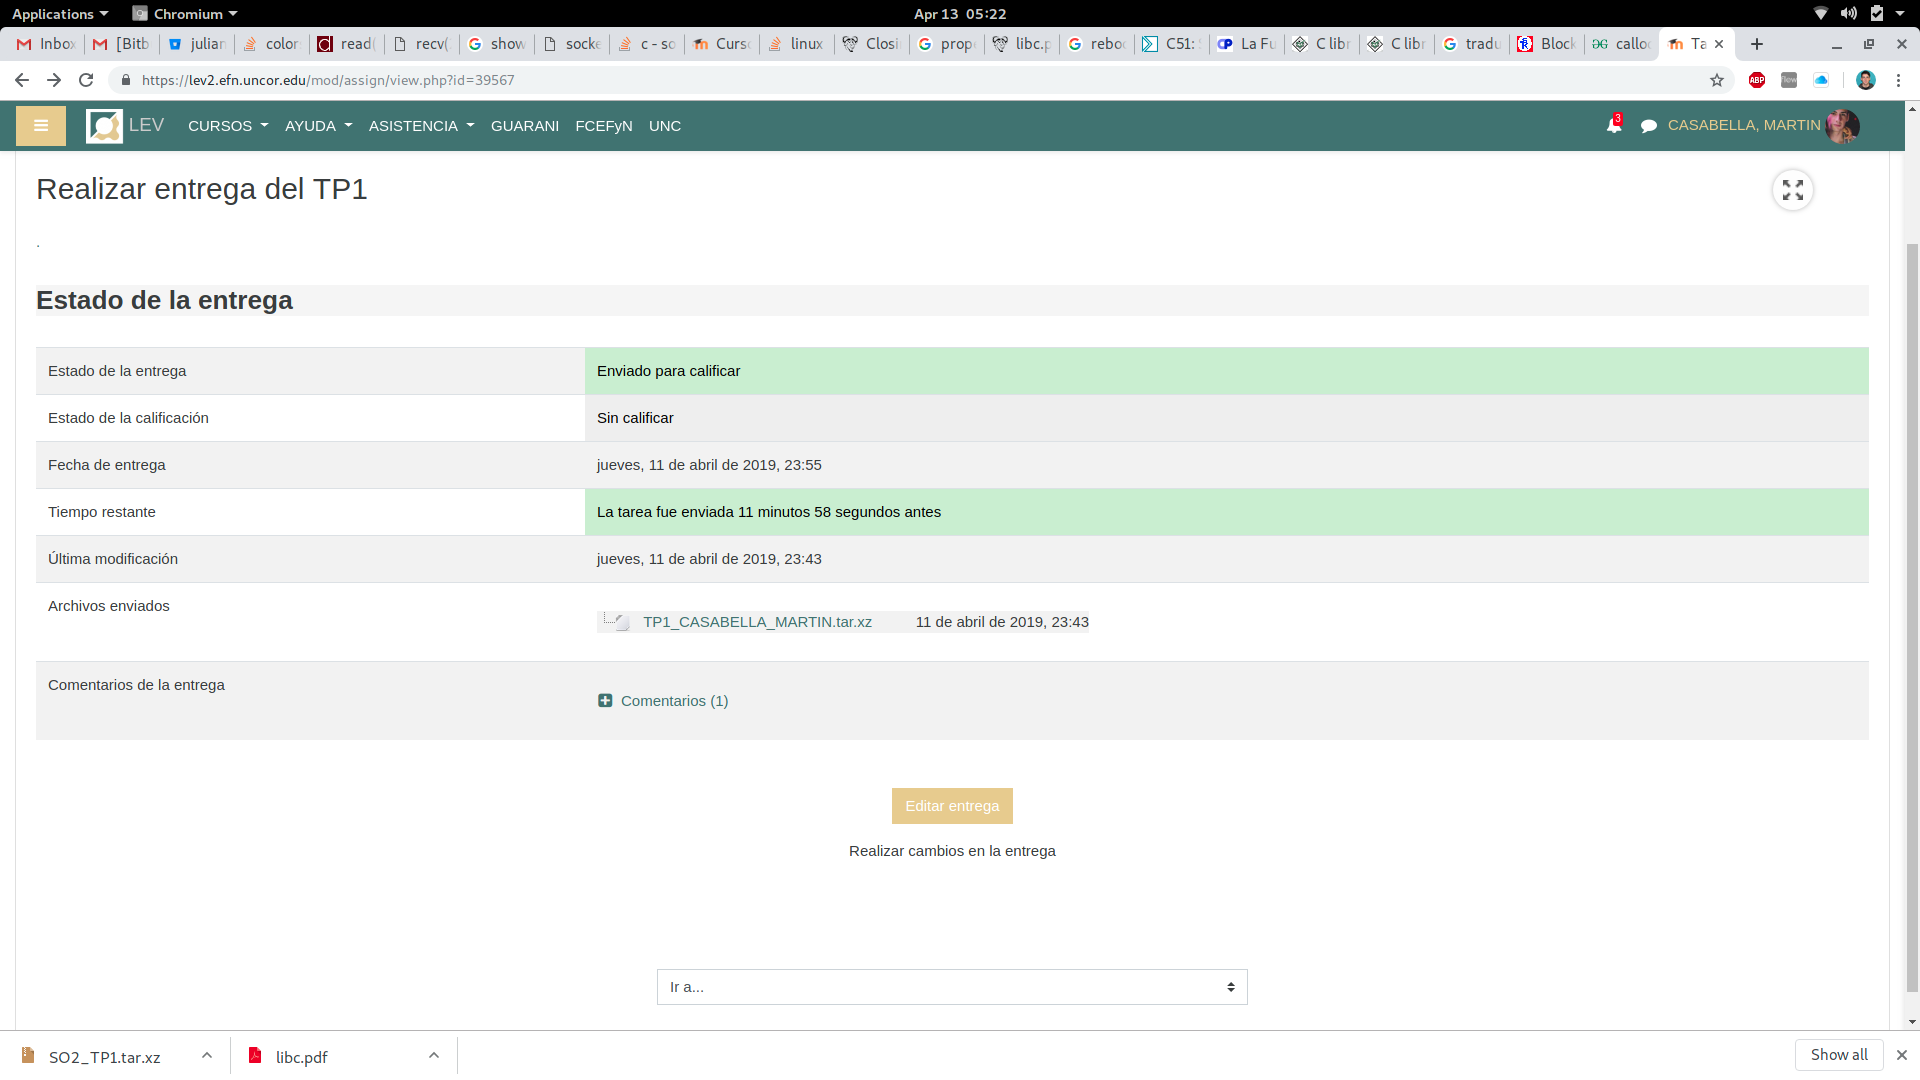 Applications Chromium Apr 13 05:22
Inbox [Bitb julian color read( recv( show sock c - so Curso linux Closi prop libc.p rebo C51: La Fu C libr C libr tradu Block calloc Ta
https://lev2.efn.uncor.edu/mod/assign/view.php?id=39567 ABP
LEV CURSOS AYUDA ASISTENCIA GUARANI FCEFyN UNC 3 CASABELLA, MARTIN
Realizar entrega del TP1
.
Estado de la entrega
Estado de la entrega Enviado para calificar
Estado de la calificación Sin calificar
Fecha de entrega jueves, 11 de abril de 2019, 23:55
Tiempo restante La tarea fue enviada 11 minutos 58 segundos antes
Última modificación jueves, 11 de abril de 2019, 23:43
Archivos enviados
TP1_CASABELLA_MARTIN.tar.xz 11 de abril de 2019, 23:43
Comentarios de la entrega
Comentarios (1)
Editar entrega
Realizar cambios en la entrega
Ir a...
SO2_TP1.tar.xz libc.pdf Show all